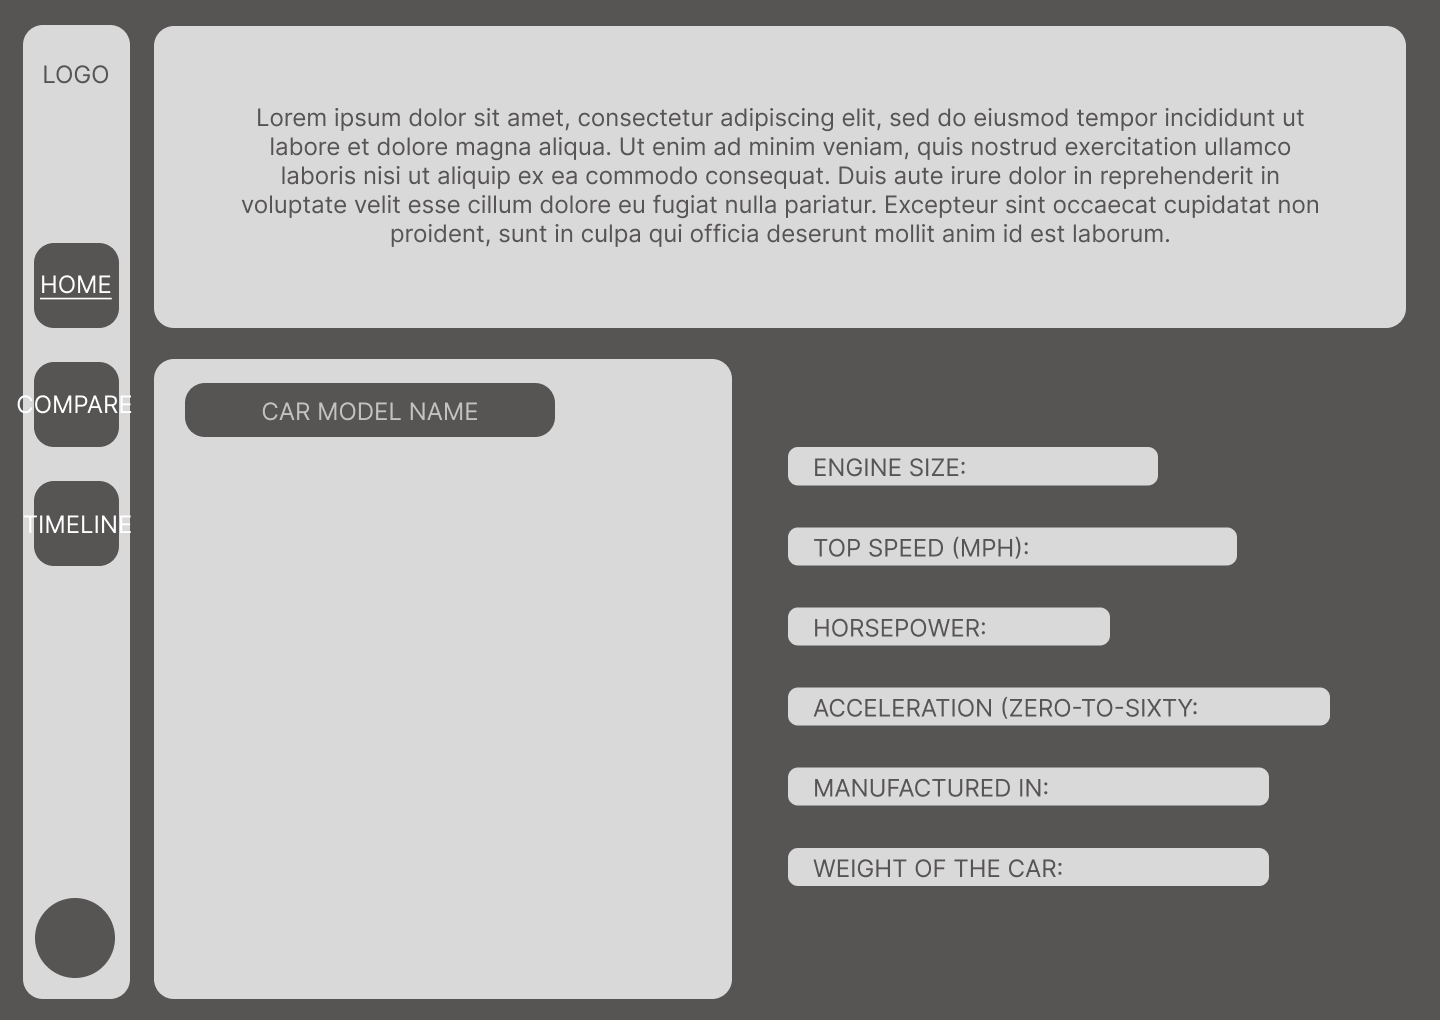 LOGO
HOME
COMPARE
TIMELINE
Lorem ipsum dolor sit amet, consectetur adipiscing elit, sed do eiusmod tempor incididunt ut
labore et dolore magna aliqua. Ut enim ad minim veniam, quis nostrud exercitation ullamco
laboris nisi ut aliquip ex ea commodo consequat. Duis aute irure dolor in reprehenderit in
voluptate velit esse cillum dolore eu fugiat nulla pariatur. Excepteur sint occaecat cupidatat non
proident, sunt in culpa qui officia deserunt mollit anim id est laborum.
CAR MODEL NAME
ENGINE SIZE:
TOP SPEED (MPH):
HORSEPOWER:
ACCELERATION (ZERO-TO-SIXTY:
MANUFACTURED IN:
WEIGHT OF THE CAR: